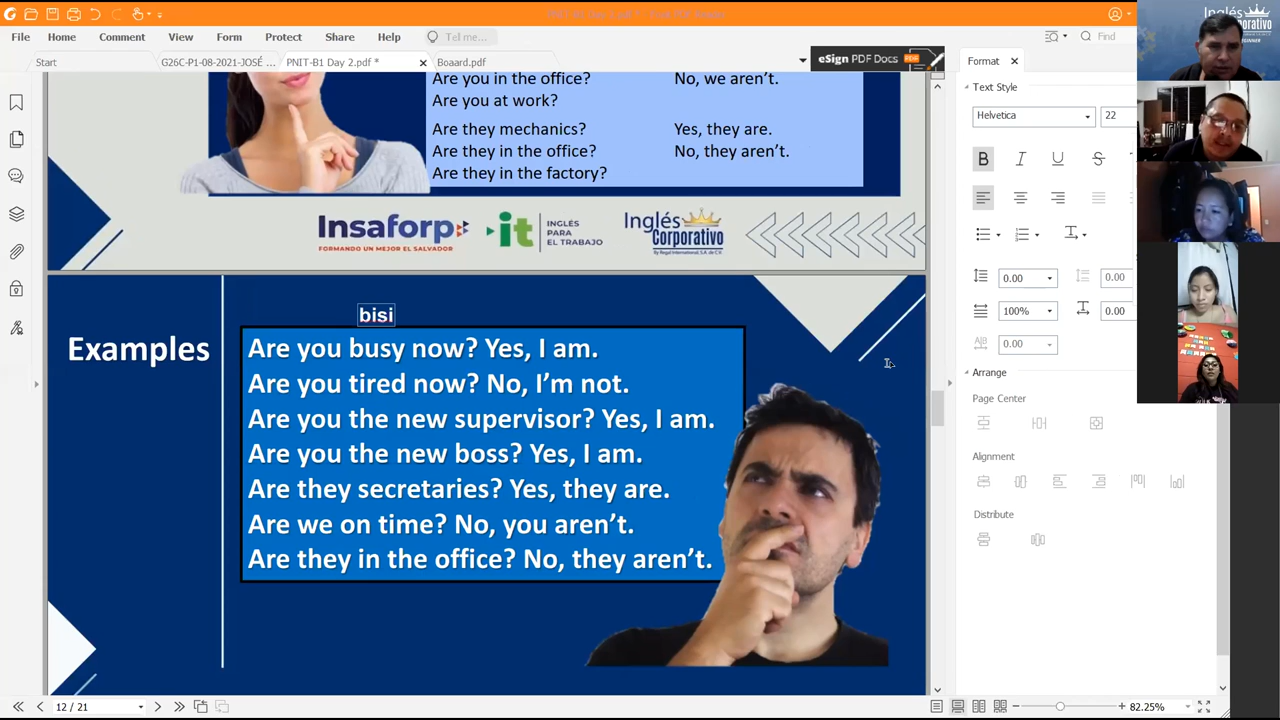 File Home Comment View Form Protect Share Help Tell me... Find
Start G26C-P1-08-2021-JOSÉ ... PNIT-B1 Day 2.pdf * Boaard.pdf eSign PDF Docs
Format
Text Style
Helvetica 22
B I U S
0.00 0.00
100% 0.00
Arrange
Page Center
Alignment
Distribute
Inglés
Corporativo
Are you in the office? No, we aren't.
Are you at work?
Are they mechanics? Yes, they are.
Are they in the office? No, they aren't.
Are they in the factory?
Insaforp
FORMANDO UN MEJOR EL SALVADOR
it INGLÉS
PARA
EL TRABAJO
Inglés
Corporativo
By Regal International, S.A. de C.V.
bisi
Examples
Are you busy now? Yes, I am.
Are you tired now? No, I'm not.
Are you the new supervisor? Yes, I am.
Are you the new boss? Yes, I am.
Are they secretaries? Yes, they are.
Are we on time? No, you aren't.
Are they in the office? No, they aren't.
12 / 21 82.25%